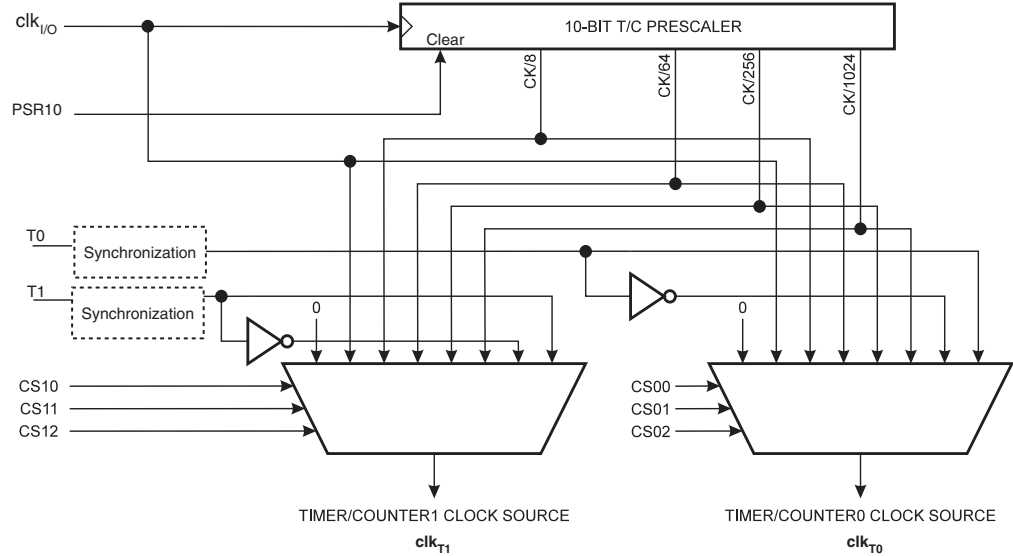 clkI/O
10-BIT T/C PRESCALER
Clear
CK/8
CK/64
CK/256
CK/1024
PSR10
T0
Synchronization
T1
Synchronization
0
0
CS10
CS11
CS12
CS00
CS01
CS02
TIMER/COUNTER1 CLOCK SOURCE
clkT1
TIMER/COUNTER0 CLOCK SOURCE
clkT0